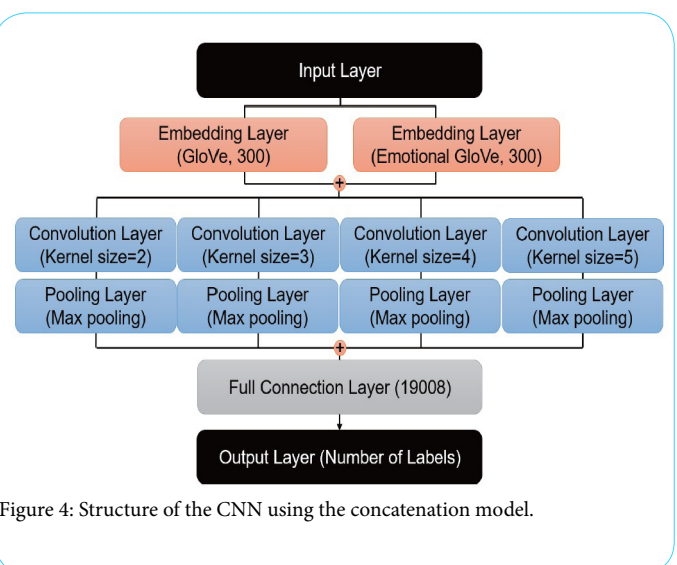 Input Layer
Embedding Layer
(GloVe, 300)
Embedding Layer
(Emotional GloVe, 300)
+
Convolution Layer
(Kernel size=2)
Convolution Layer
(Kernel size=3)
Convolution Layer
(Kernel size=4)
Convolution Layer
(Kernel size=5)
Pooling Layer
(Max pooling)
Pooling Layer
(Max pooling)
Pooling Layer
(Max pooling)
Pooling Layer
(Max pooling)
+
Full Connection Layer (19008)
Output Layer (Number of Labels)
Figure 4: Structure of the CNN using the concatenation model.